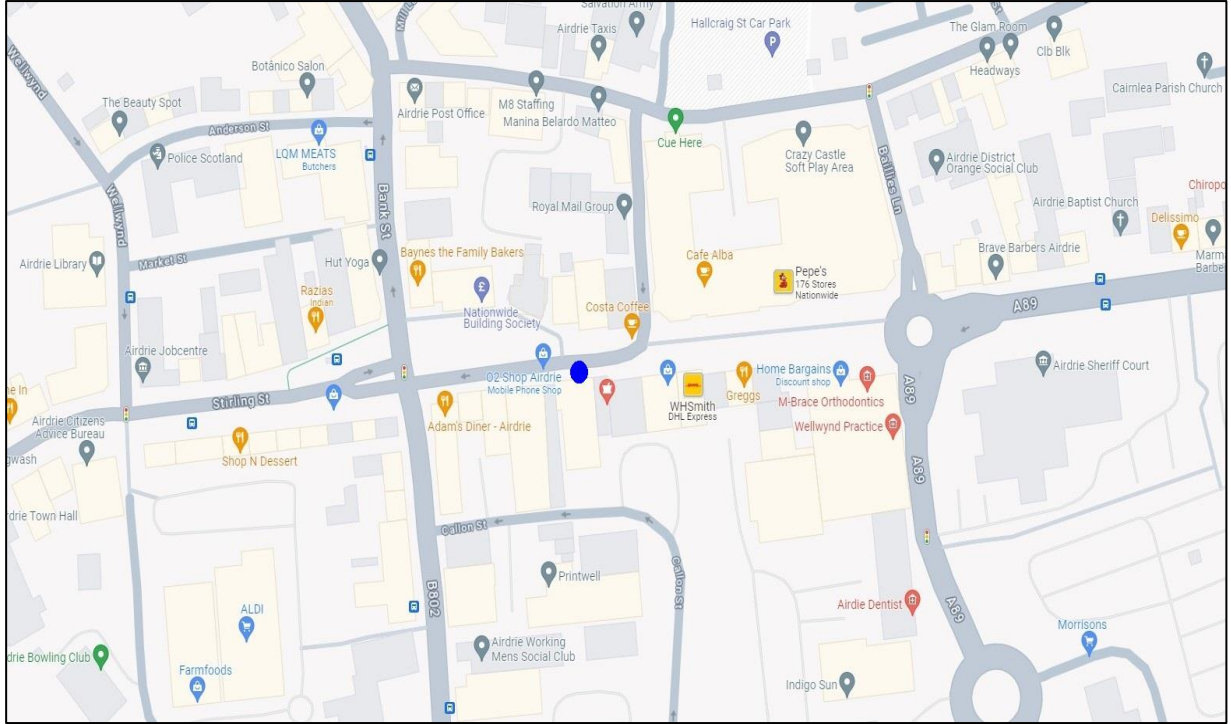 Salvation Army
Airdrie Taxis
Hallcraig St Car Park
P
The Glam Room
Clb Blk
Headways
Cairnlea Parish Church
Wellwynd
Botánico Salon
The Beauty Spot
Airdrie Post Office
M8 Staffing
Manina Belardo Matteo
Cue Here
Crazy Castle
Soft Play Area
Anderson St
Police Scotland
LQM MEATS
Butchers
Bank St
Baillies Ln
Airdrie District
Orange Social Club
Chiropo
Wellwynd
Royal Mail Group
Airdrie Baptist Church
Delissimo
Airdrie Library
Market St
Hut Yoga
Baynes the Family Bakers
Cafe Alba
Brave Barbers Airdrie
Marm
Barbe
Razias
Indian
£
Nationwide
Building Society
Costa Coffee
Pepe's
176 Stores
Nationwide
A89
Airdrie Jobcentre
O2 Shop Airdrie
Mobile Phone Shop
Home Bargains
Discount shop
Airdrie Sheriff Court
ne In
Stirling St
WHSmith
DHL Express
Greggs
M-Brace Orthodontics
A89
Airdrie Citizens
Advice Bureau
Adam's Diner - Airdrie
Wellwynd Practice
gwash
Shop N Dessert
A89
drie Town Hall
Callon St
Callon St
Printwell
B802
ALDI
Airdie Dentist
A89
Morrisons
drie Bowling Club
Farmfoods
Airdrie Working
Mens Social Club
Indigo Sun